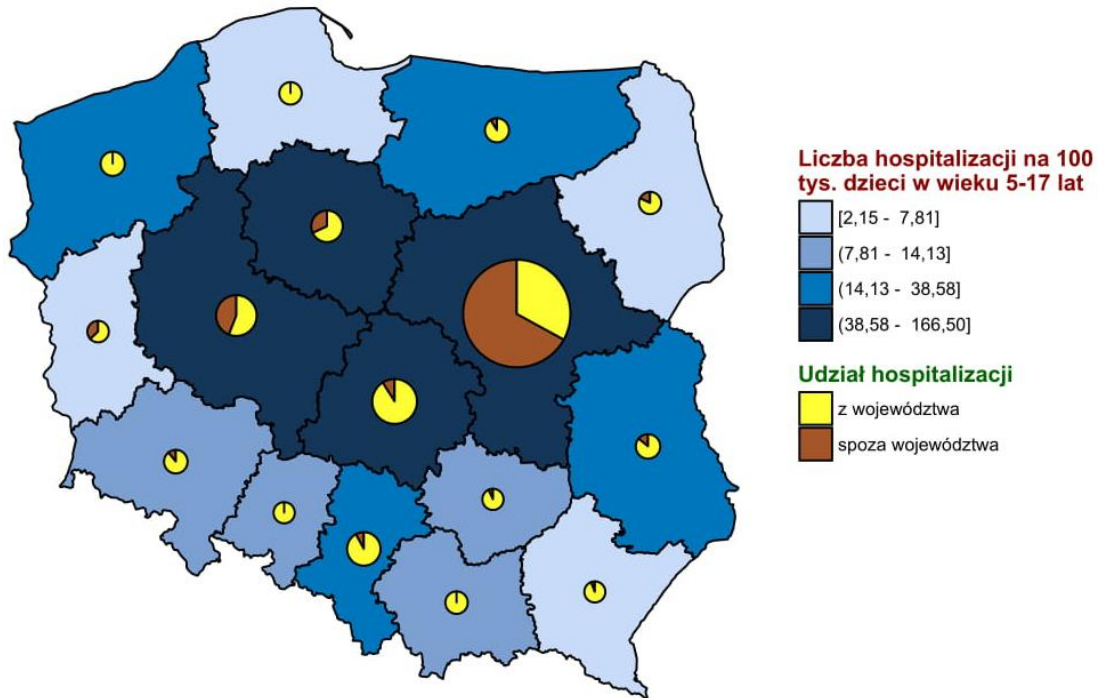 Liczba hospitalizacji na 100
tys. dzieci w wieku 5-17 lat
[2,15 - 7,81]
(7,81 - 14,13]
(14,13 - 38,58]
(38,58 - 166,50]
Udział hospitalizacji
z województwa
spoza województwa